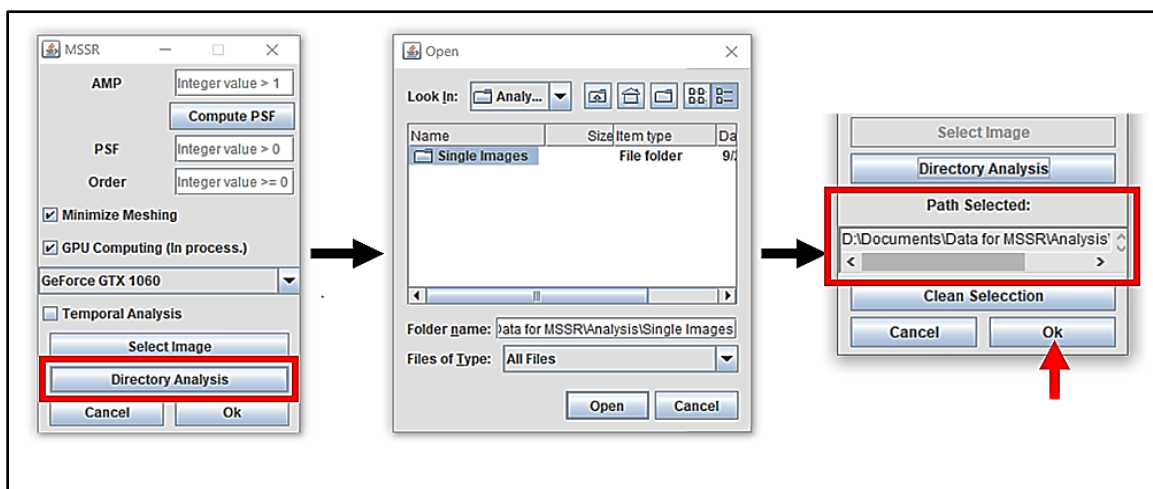 MSSR
AMP Integer value > 1
Compute PSF
PSF Integer value > 0
Order Integer value >= 0
Minimize Meshing
GPU Computing (In process.)
GeForce GTX 1060
Temporal Analysis
Select Image
Directory Analysis
Cancel Ok
Open
Look In: Analy...
Name Size Item type Da
Single Images File folder 9/
Folder name: ata for MSSR\Analysis\Single Images
Files of Type: All Files
Open Cancel
Select Image
Directory Analysis
Path Selected:
D:\Documents\Data for MSSR\Analysis\
Clean Selecction
Cancel Ok